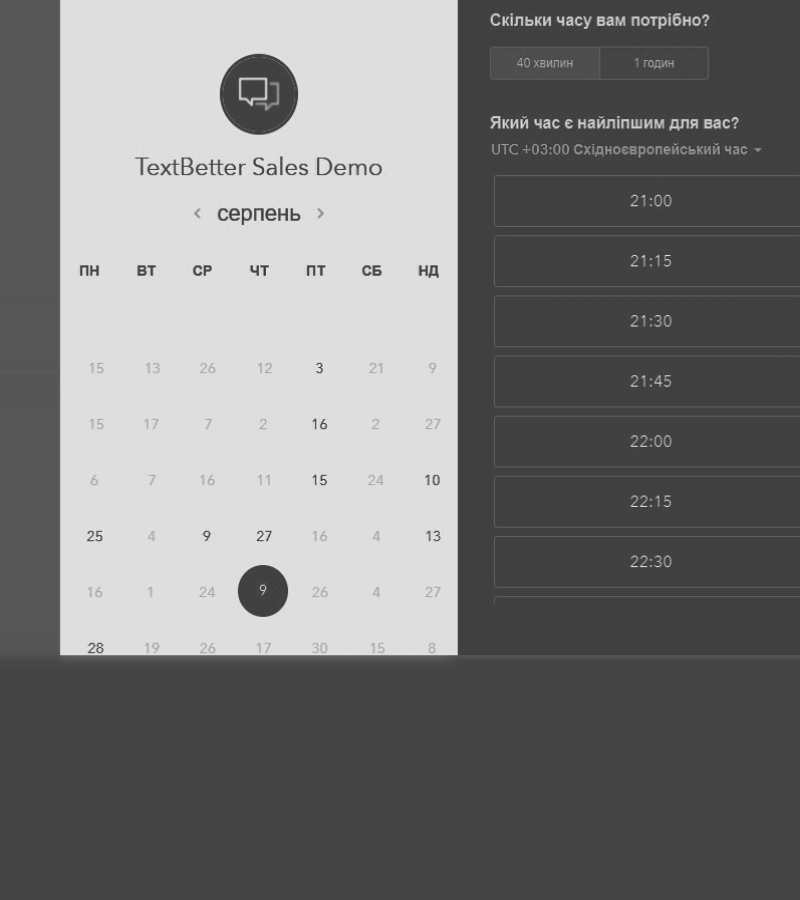 TextBetter Sales Demo
‹ серпень ›
ПН ВТ СР ЧТ ПТ СБ НД
15 13 26 12 3 21 9
15 17 7 2 16 2 27
6 7 16 11 15 24 10
25 4 9 27 16 4 13
16 1 24 9 26 4 27
28 19 26 17 30 15 8
Скільки часу вам потрібно?
40 хвилин 1 годин
Який час є найліпшим для вас?
UTC +03:00 Східноєвропейський час
21:00
21:15
21:30
21:45
22:00
22:15
22:30